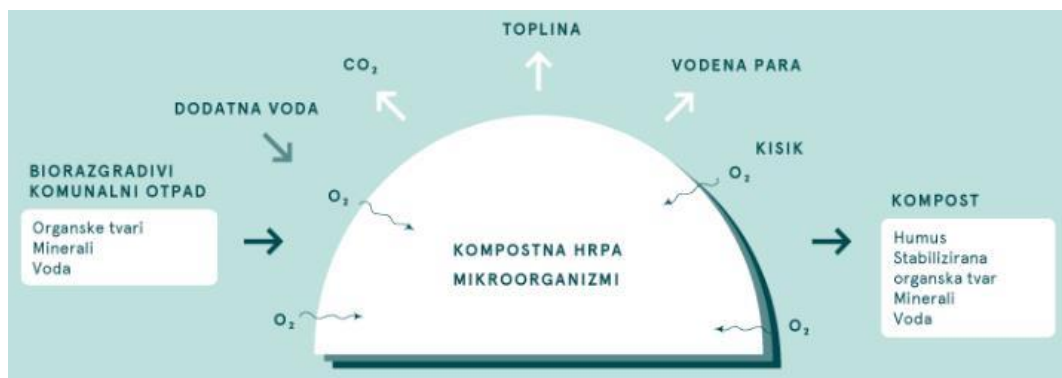 TOPLINA
CO₂
VODENA PARA
DODATNA VODA
KISIK
BIORAZGRADIVI
KOMUNALNI OTPAD
Organske tvari
Minerali
Voda
O₂
O₂
KOMPOSTNA HRPA
MIKROORGANIZMI
O₂
O₂
KOMPOST
Humus
Stabilizirana
organska tvar
Minerali
Voda